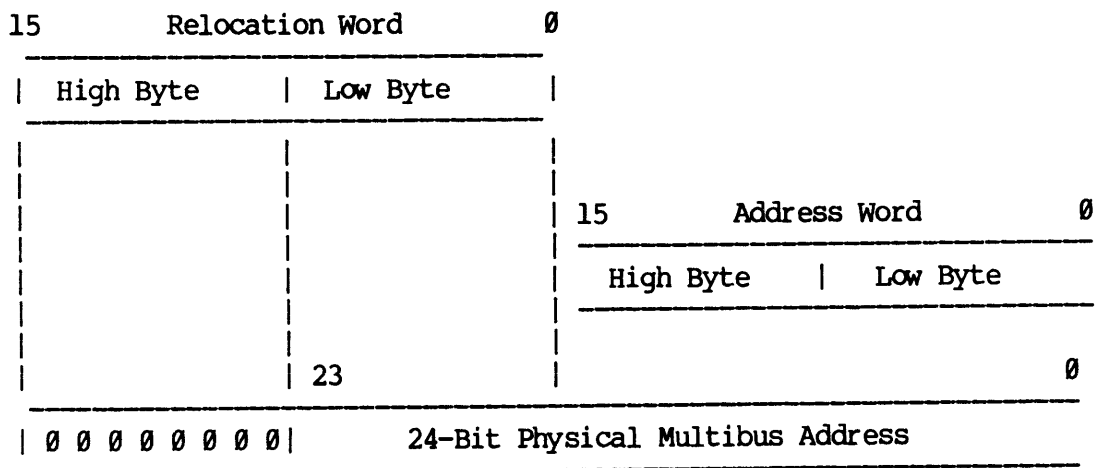 15 Relocation Word 0
| High Byte | Low Byte |
15 Address Word 0
High Byte | Low Byte
23 0
| 0 0 0 0 0 0 0 0| 24-Bit Physical Multibus Address